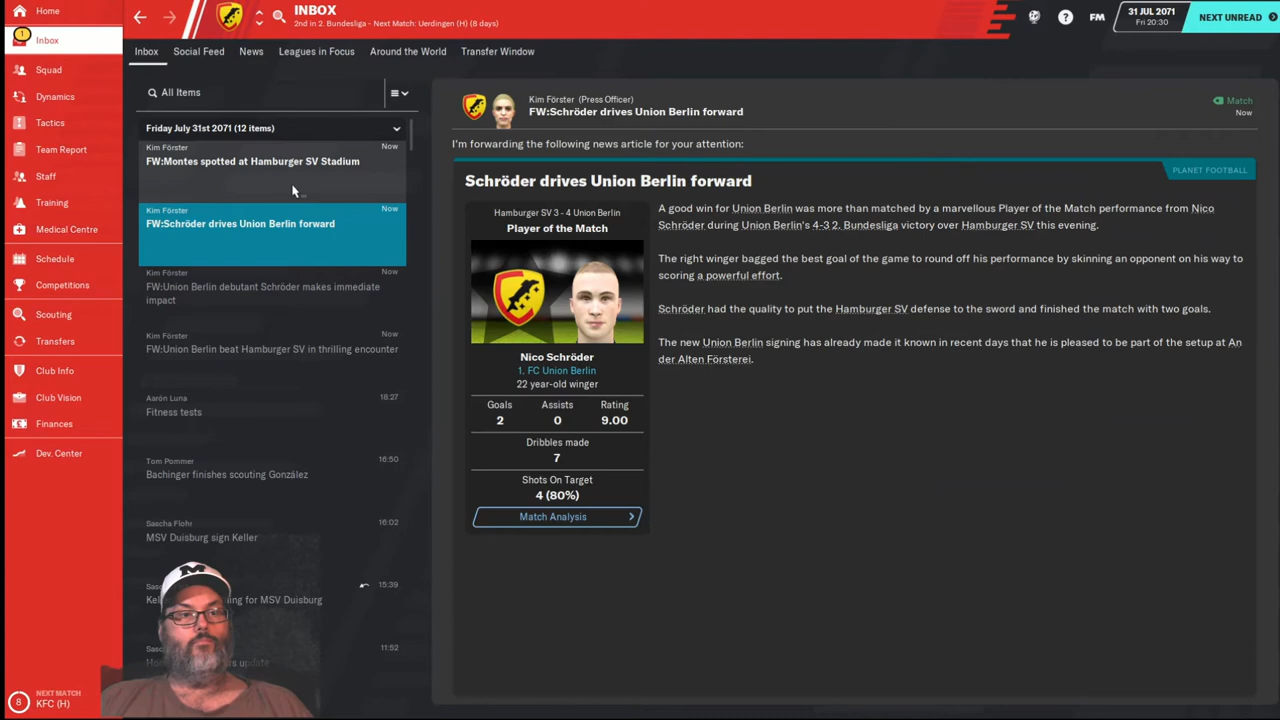 Home
Inbox
1
Squad
Dynamics
Tactics
Team Report
Staff
Training
Medical Centre
Schedule
Competitions
Scouting
Transfers
Club Info
Club Vision
Finances
Dev. Center
8
NEXT MATCH
KFC (H)
INBOX
2nd in 2. Bundesliga - Next Match: Uerdingen (H) (8 days)
?
FM
31 JUL 2071
Fri 20:30
NEXT UNREAD
Inbox Social Feed News Leagues in Focus Around the World Transfer Window
All Items
Friday July 31st 2071 (12 items)
Kim Förster Now
FW:Montes spotted at Hamburger SV Stadium
Kim Förster Now
FW:Schröder drives Union Berlin forward
Kim Förster Now
FW:Union Berlin debutant Schröder makes immediate
impact
Kim Förster Now
FW:Union Berlin beat Hamburger SV in thrilling encounter
Aarón Luna 18:27
Fitness tests
Tom Pommer 16:50
Bachinger finishes scouting González
Sascha Flohr 16:02
MSV Duisburg sign Keller
15:39
for MSV Duisburg
11:52
update
M
Kim Förster (Press Officer)
FW:Schröder drives Union Berlin forward
Match
Now
I'm forwarding the following news article for your attention:
PLANET FOOTBALL
Schröder drives Union Berlin forward
Hamburger SV 3 - 4 Union Berlin
Player of the Match
Nico Schröder
1. FC Union Berlin
22 year-old winger
Goals Assists Rating
2 0 9.00
Dribbles made
7
Shots On Target
4 (80%)
Match Analysis
A good win for Union Berlin was more than matched by a marvellous Player of the Match performance from Nico
Schröder during Union Berlin's 4-3 2. Bundesliga victory over Hamburger SV this evening.
The right winger bagged the best goal of the game to round off his performance by skinning an opponent on his way to
scoring a powerful effort.
Schröder had the quality to put the Hamburger SV defense to the sword and finished the match with two goals.
The new Union Berlin signing has already made it known in recent days that he is pleased to be part of the setup at An
der Alten Försterei.